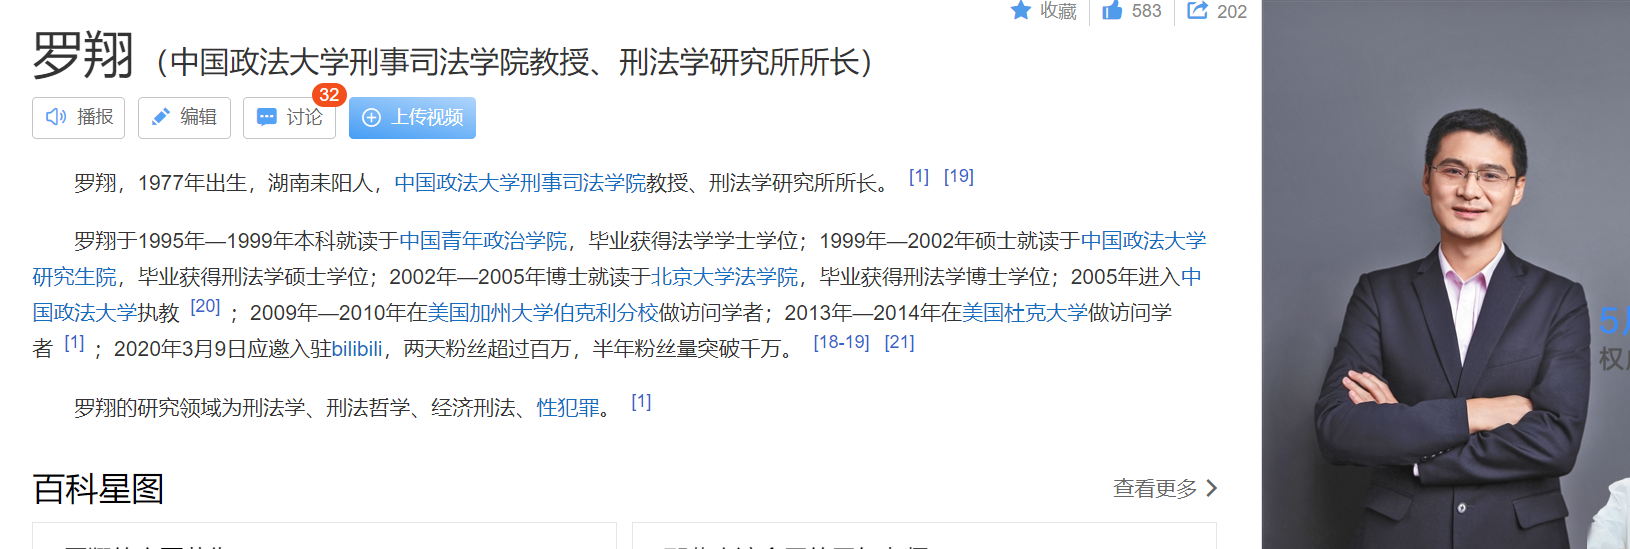 收藏 583 202
罗翔（中国政法大学刑事司法学院教授、刑法学研究所所长）
播报 编辑 讨论 32 上传视频
罗翔，1977年出生，湖南耒阳人，中国政法大学刑事司法学院教授、刑法学研究所所长。 [1] [19]
罗翔于1995年—1999年本科就读于中国青年政治学院，毕业获得法学学士学位；1999年—2002年硕士就读于中国政法大学
研究生院，毕业获得刑法学硕士学位；2002年—2005年博士就读于北京大学法学院，毕业获得刑法学博士学位；2005年进入中
国政法大学执教 [20] ；2009年—2010年在美国加州大学伯克利分校做访问学者；2013年—2014年在美国杜克大学做访问学
者 [1] ；2020年3月9日应邀入驻bilibili，两天粉丝超过百万，半年粉丝量突破千万。 [18-19] [21]
罗翔的研究领域为刑法学、刑法哲学、经济刑法、性犯罪。 [1]
百科星图 查看更多
5
权